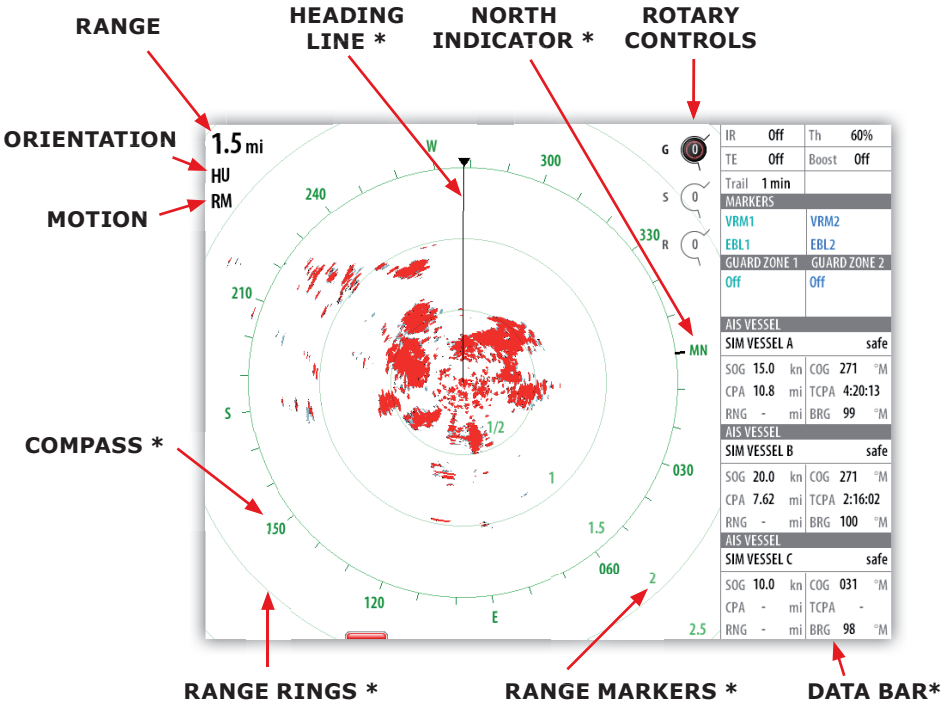 RANGE
HEADING
LINE *
NORTH
INDICATOR *
ROTARY
CONTROLS
ORIENTATION
MOTION
1.5 mi
HU
RM
W
300
240
330
210
MN
S
030
150
060
120
E
1/2
1
1.5
2
2.5
G 0
S 0
R 0
IR Off Th 60%
TE Off Boost Off
Trail 1 min
MARKERS
VRM1 VRM2
EBL1 EBL2
GUARD ZONE 1 GUARD ZONE 2
Off Off
AIS VESSEL
SIM VESSEL A safe
SOG 15.0 kn COG 271 °M
CPA 10.8 mi TCPA 4:20:13
RNG - mi BRG 99 °M
AIS VESSEL
SIM VESSEL B safe
SOG 20.0 kn COG 271 °M
CPA 7.62 mi TCPA 2:16:02
RNG - mi BRG 100 °M
AIS VESSEL
SIM VESSEL C safe
SOG 10.0 kn COG 031 °M
CPA - mi TCPA -
RNG - mi BRG 98 °M
COMPASS *
RANGE RINGS *
RANGE MARKERS *
DATA BAR*